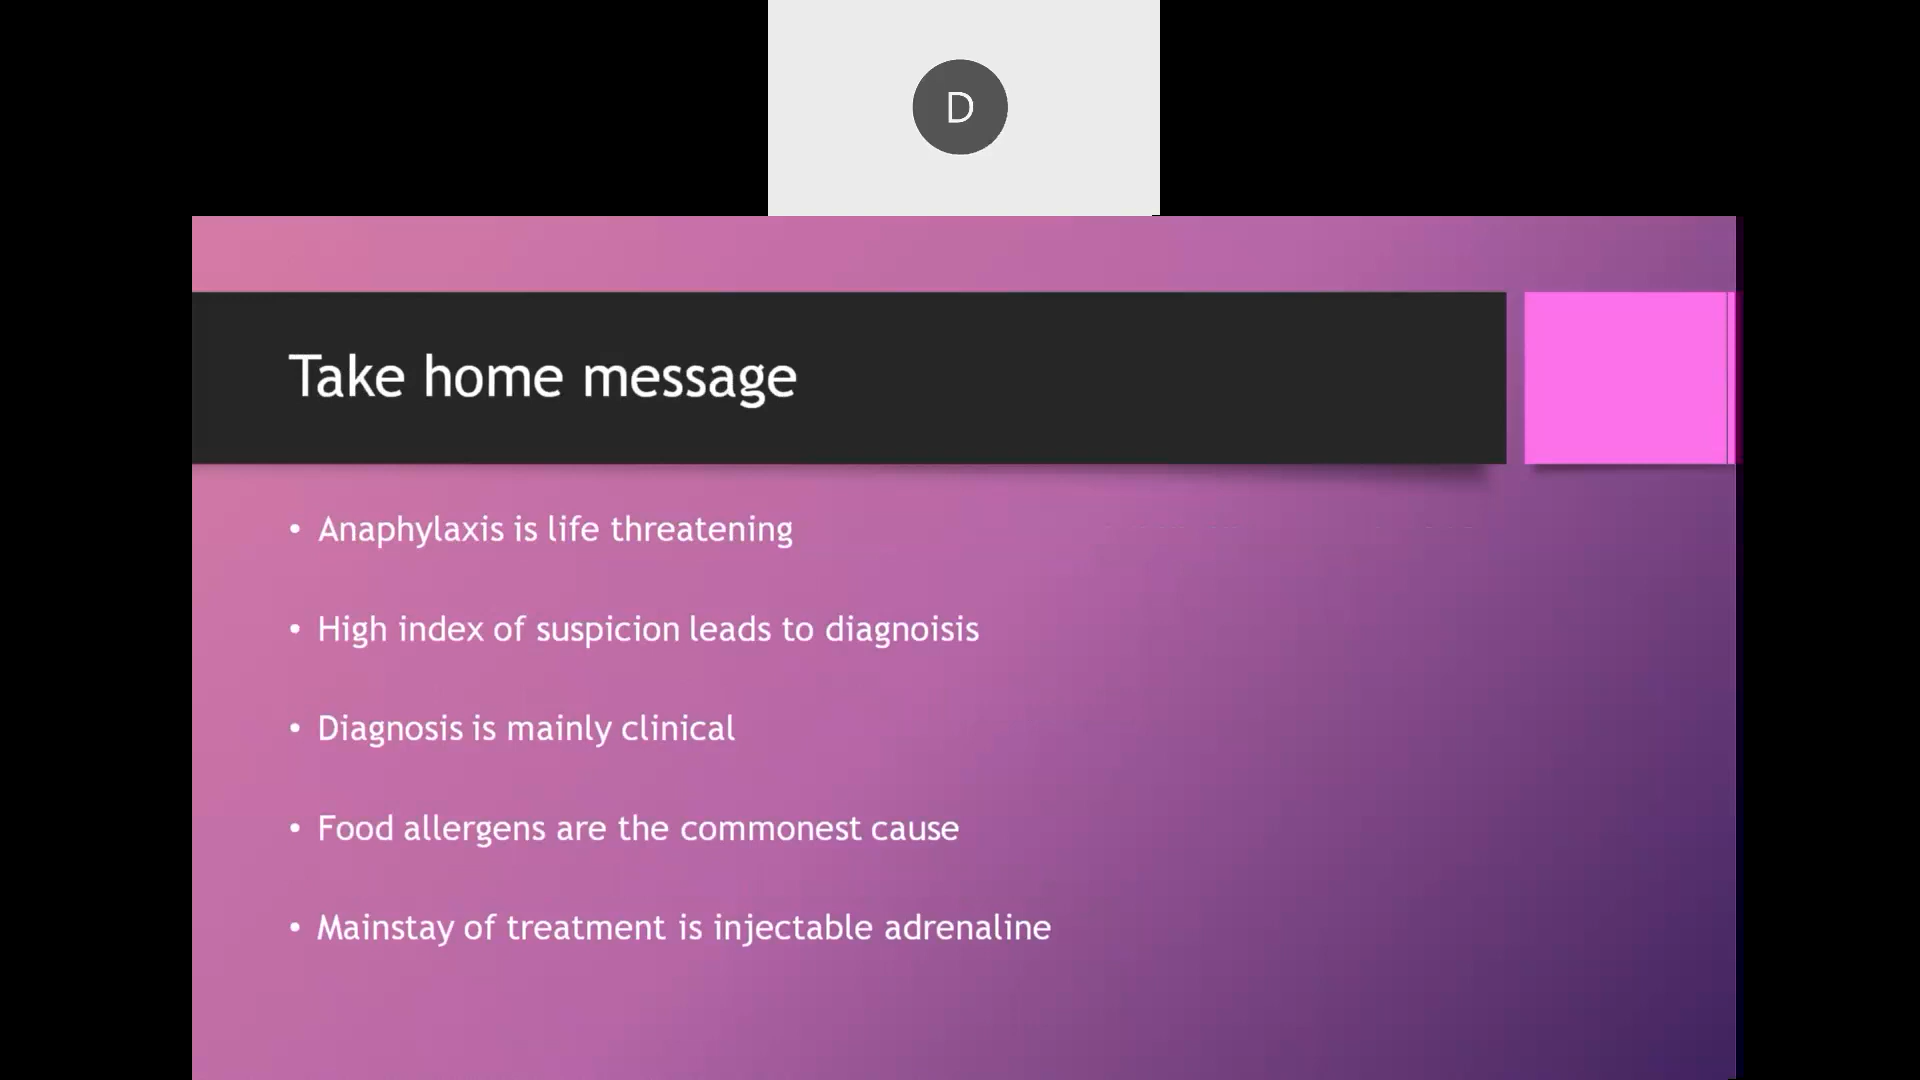 D
Take home message
• Anaphylaxis is life threatening
• High index of suspicion leads to diagnoisis
• Diagnosis is mainly clinical
• Food allergens are the commonest cause
• Mainstay of treatment is injectable adrenaline